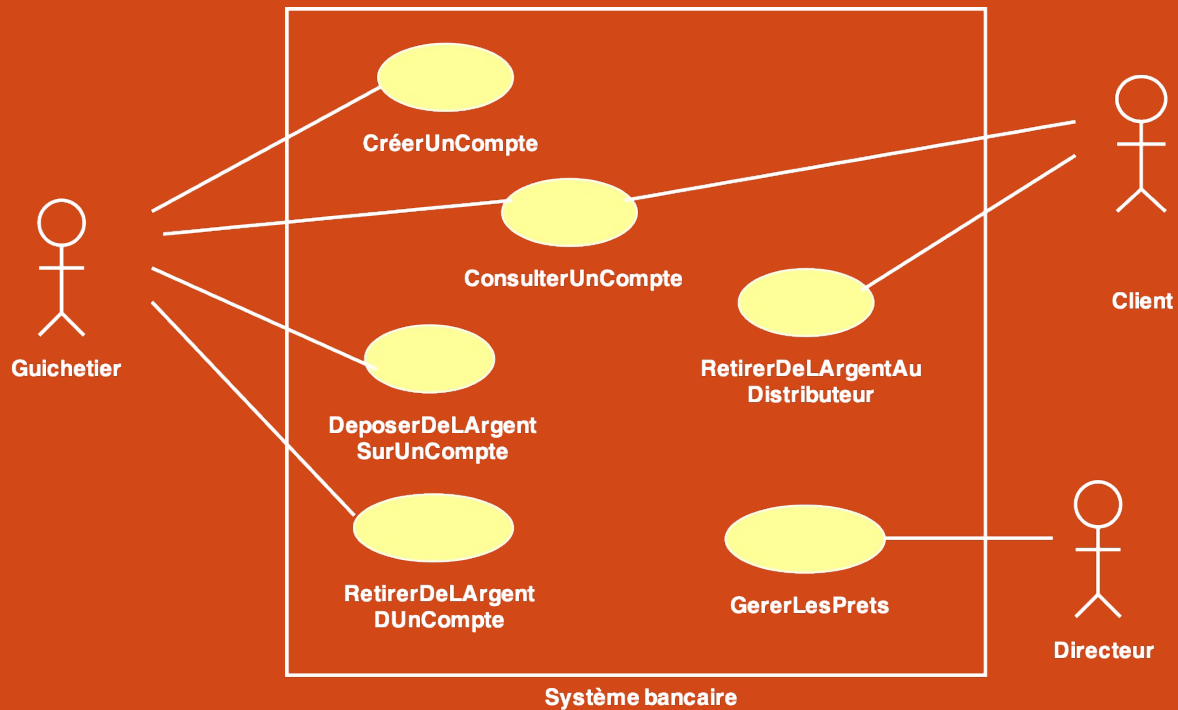 CréerUnCompte
ConsulterUnCompte
Client
Guichetier
RetirerDeLArgentAu
Distributeur
DeposerDeLArgent
SurUnCompte
RetirerDeLArgent
DUnCompte
GererLesPrets
Directeur
Système bancaire